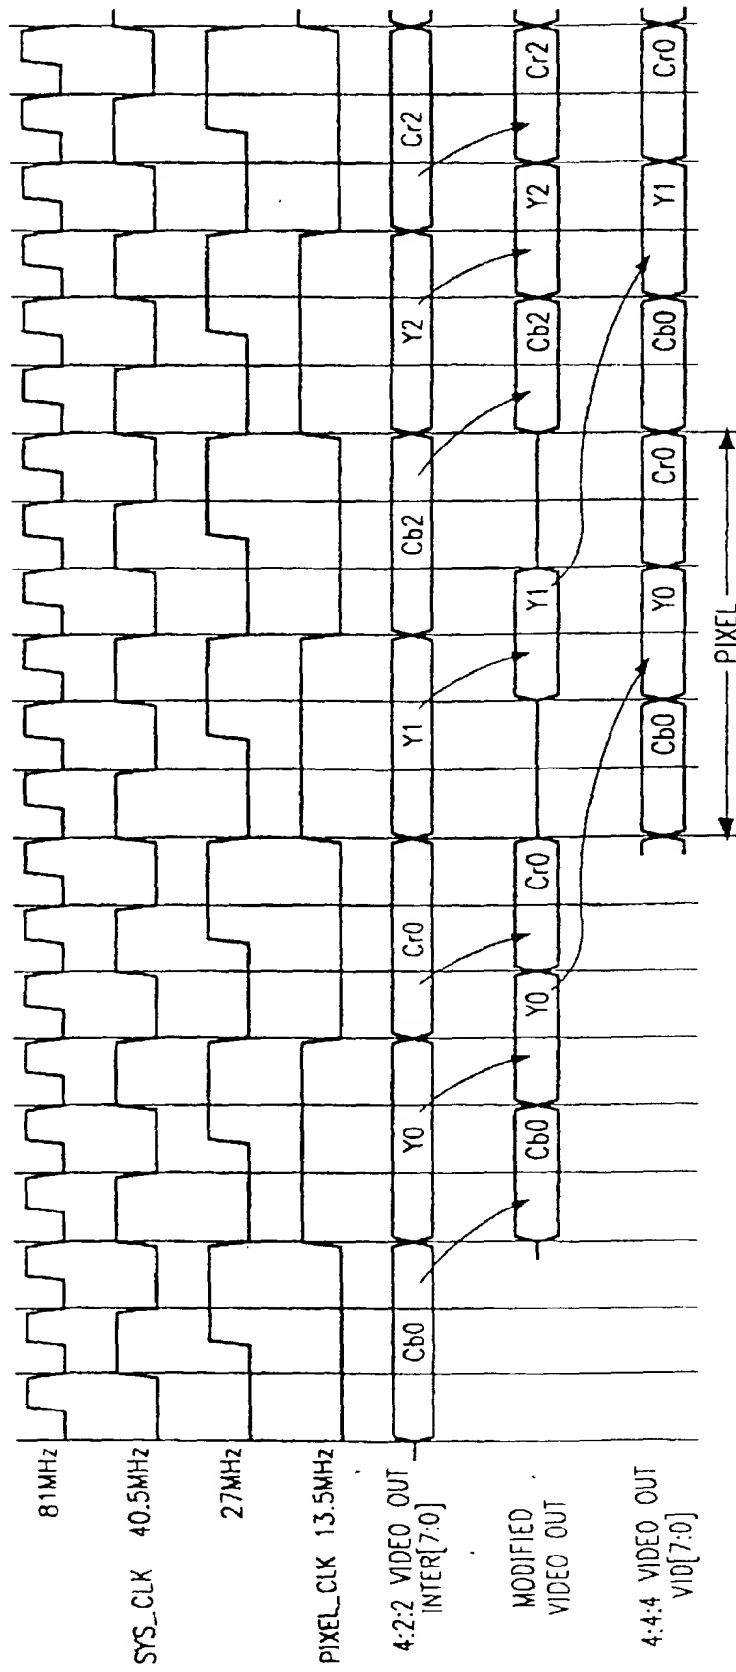 81MHz
SYS_CLK 40.5MHz
27MHz
PIXEL_CLK 13.5MHz
4:2:2 VIDEO OUT
INTER[7:0]
Cb0 Y0 Cr0 Y1 Cb2 Y2 Cr2
MODIFIED
VIDEO OUT
Cb0 Y0 Cr0 Y1 Cb2 Y2 Cr2
4:4:4 VIDEO OUT
VID[7:0]
Cb0 Y0 Cr0 Cb0 Y1 Cr0
PIXEL